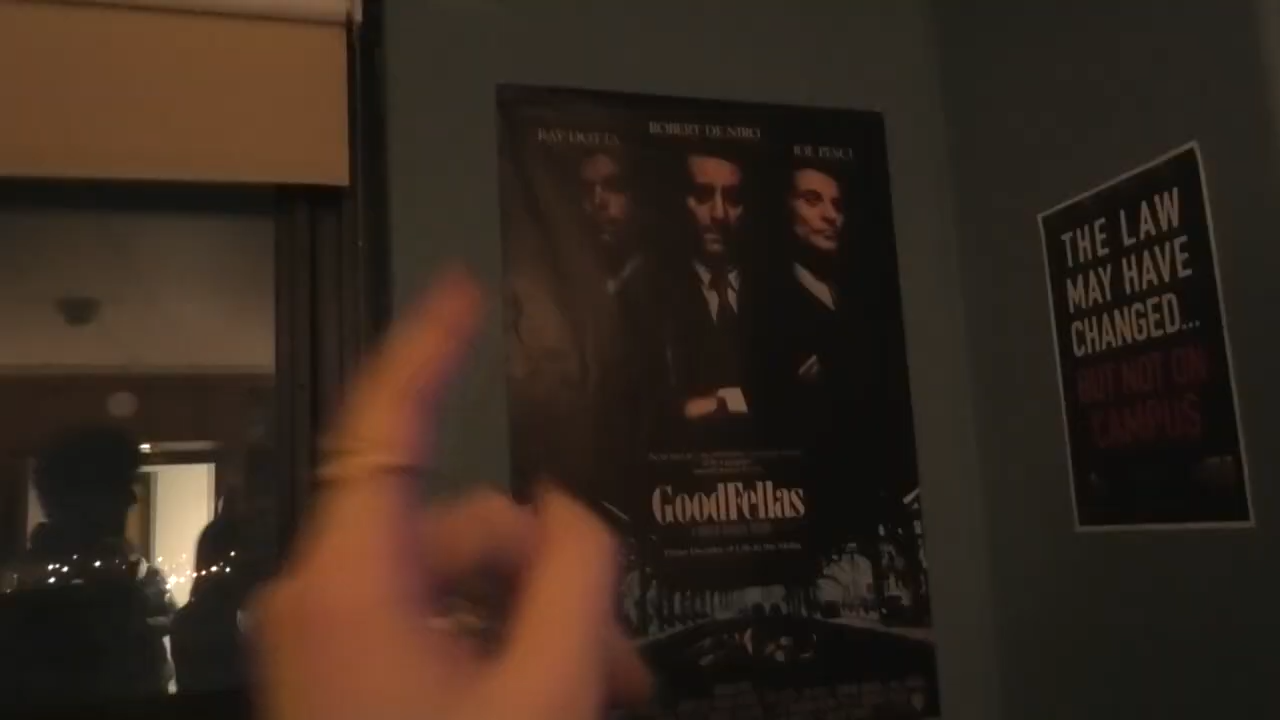 RAY LIOTTA
ROBERT DE NIRO
JOE PESCI
GoodFellas
THE LAW
MAY HAVE
CHANGED...
BUT NOT ON
CAMPUS